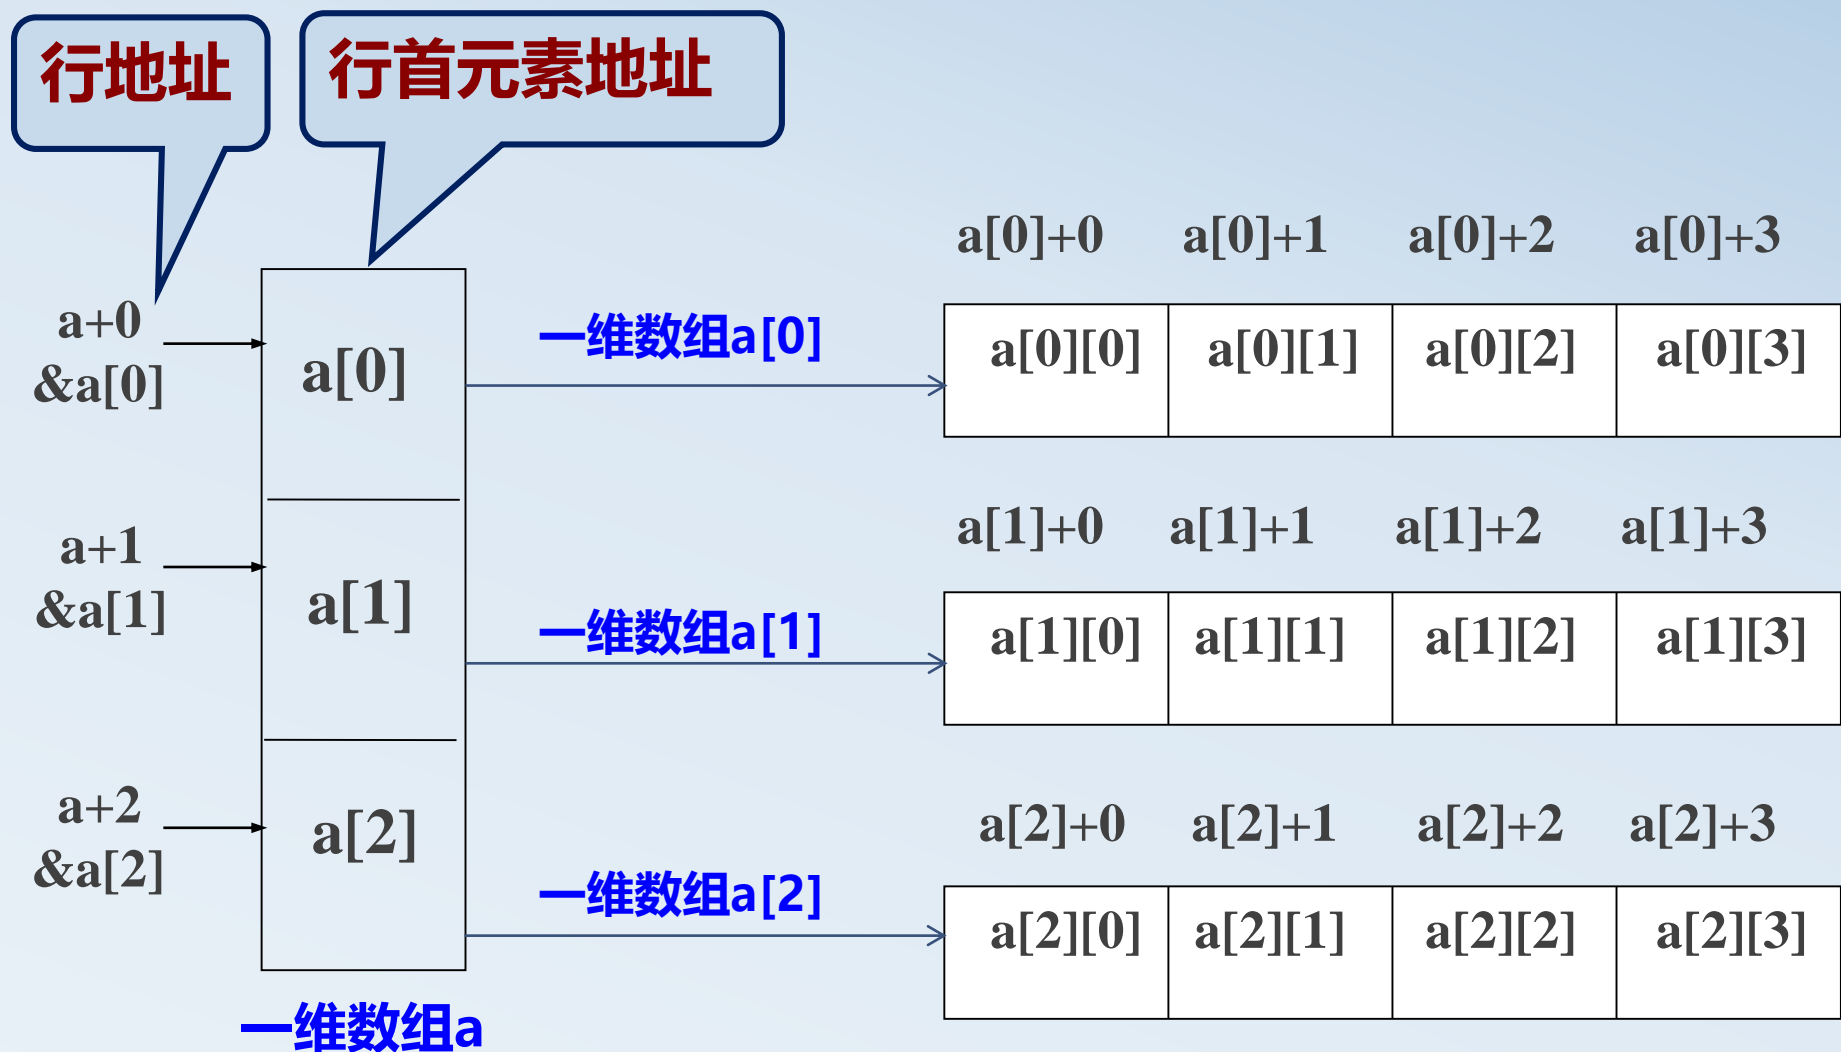 行地址
行首元素地址
a[0]+0 a[0]+1 a[0]+2 a[0]+3
a+0
&a[0]
a[0]
一维数组a[0]
a[0][0] a[0][1] a[0][2] a[0][3]
a[1]+0 a[1]+1 a[1]+2 a[1]+3
a+1
&a[1]
a[1]
一维数组a[1]
a[1][0] a[1][1] a[1][2] a[1][3]
a[2]+0 a[2]+1 a[2]+2 a[2]+3
a+2
&a[2]
a[2]
一维数组a[2]
a[2][0] a[2][1] a[2][2] a[2][3]
一维数组a